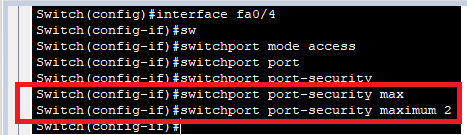 Switch(config)#interface fa0/4
Switch(config-if)#sw
Switch(config-if)#switchport mode access
Switch(config-if)#switchport port
Switch(config-if)#switchport port-security
Switch(config-if)#switchport port-security max
Switch(config-if)#switchport port-security maximum 2
Switch(config-if)#